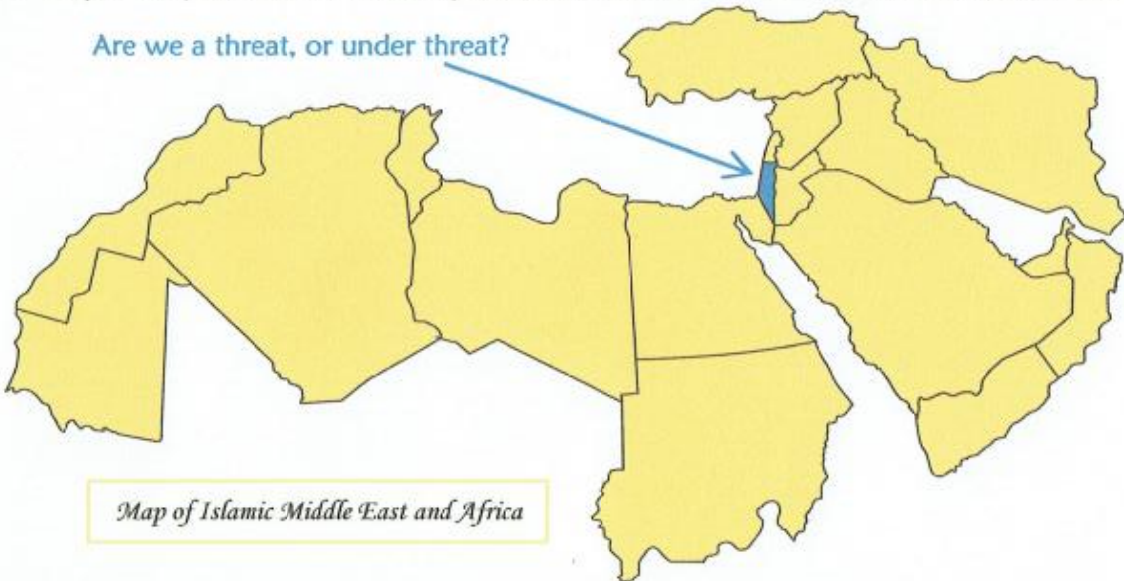 Are we a threat, or under threat?
Map of Islamic Middle East and Africa